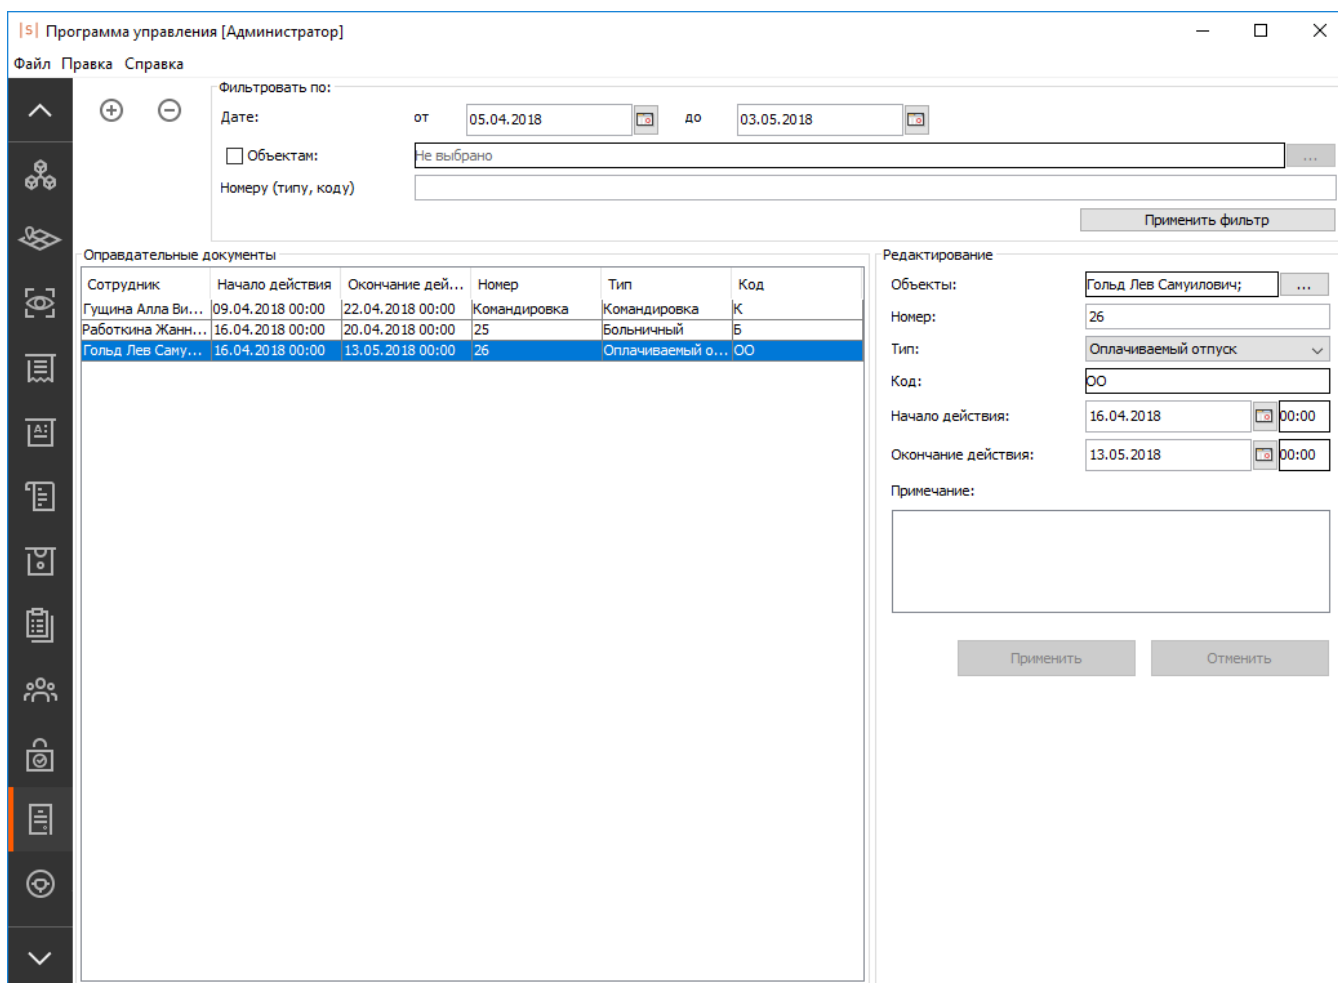 |S| Программа управления [Администратор]
Файл Правка Справка
Фильтровать по:
Дате: от 05.04.2018 до 03.05.2018
Объектам: Не выбрано ...
Номеру (типу, коду)
Применить фильтр
Оправдательные документы
Сотрудник Начало действия Окончание дей... Номер Тип Код
Гущина Алла Ви... 09.04.2018 00:00 22.04.2018 00:00 Командировка Командировка К
Работкина Жанн... 16.04.2018 00:00 20.04.2018 00:00 25 Больничный Б
Гольд Лев Саму... 16.04.2018 00:00 13.05.2018 00:00 26 Оплачиваемый о... ОО
Редактирование
Объекты: Гольд Лев Самуилович; ...
Номер: 26
Тип: Оплачиваемый отпуск
Код: ОО
Начало действия: 16.04.2018 00:00
Окончание действия: 13.05.2018 00:00
Примечание:
Применить Отменить